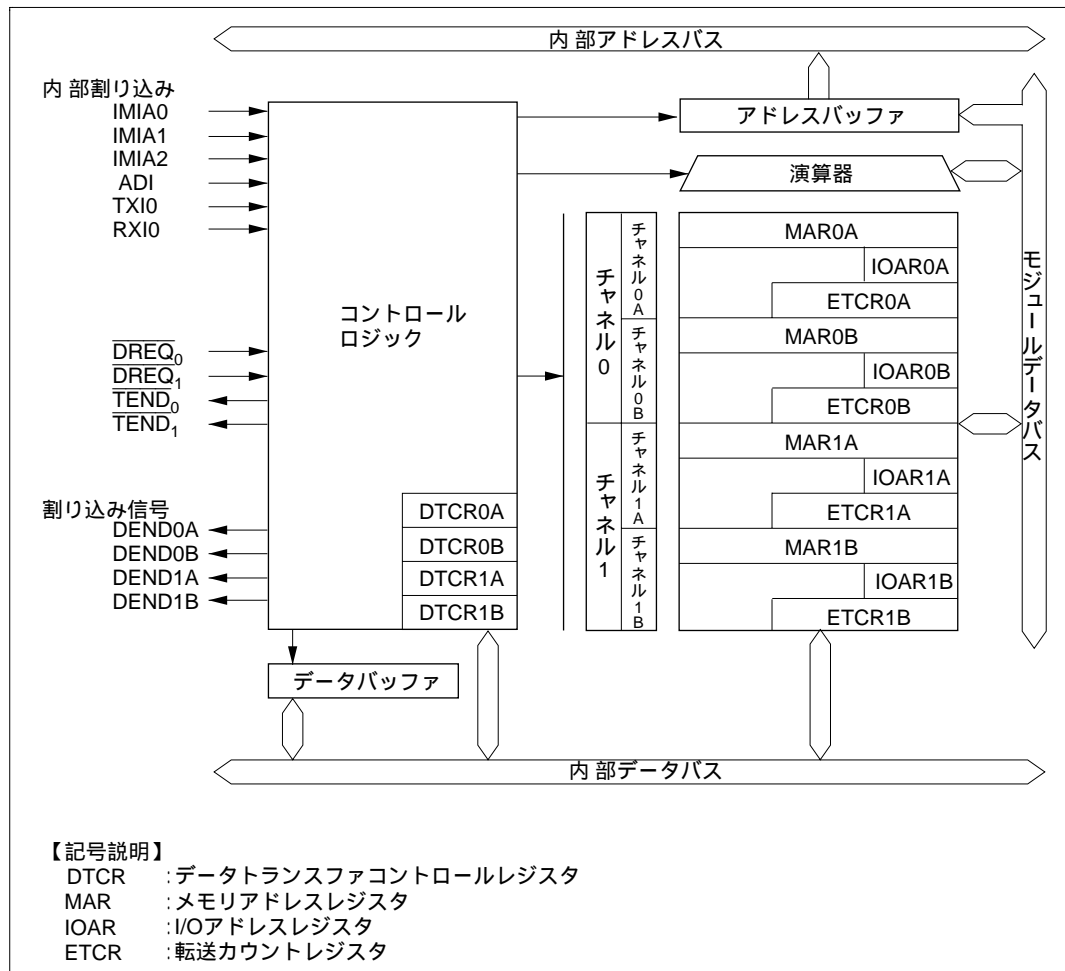 内部アドレスバス
内部割り込み
IMIA0
IMIA1
IMIA2
ADI
TXI0
RXI0
DREQ0
DREQ1
TEND0
TEND1
割り込み信号
DEND0A
DEND0B
DEND1A
DEND1B
コントロール
ロジック
DTCR0A
DTCR0B
DTCR1A
DTCR1B
データバッファ
アドレスバッファ
演算器
チャネル0
チャネル0A
チャネル0B
チャネル1
チャネル1A
チャネル1B
MAR0A
IOAR0A
ETCR0A
MAR0B
IOAR0B
ETCR0B
MAR1A
IOAR1A
ETCR1A
MAR1B
IOAR1B
ETCR1B
モジュールデータバス
内部データバス
【記号説明】
DTCR :データトランスファコントロールレジスタ
MAR :メモリアドレスレジスタ
IOAR :I/Oアドレスレジスタ
ETCR :転送カウントレジスタ